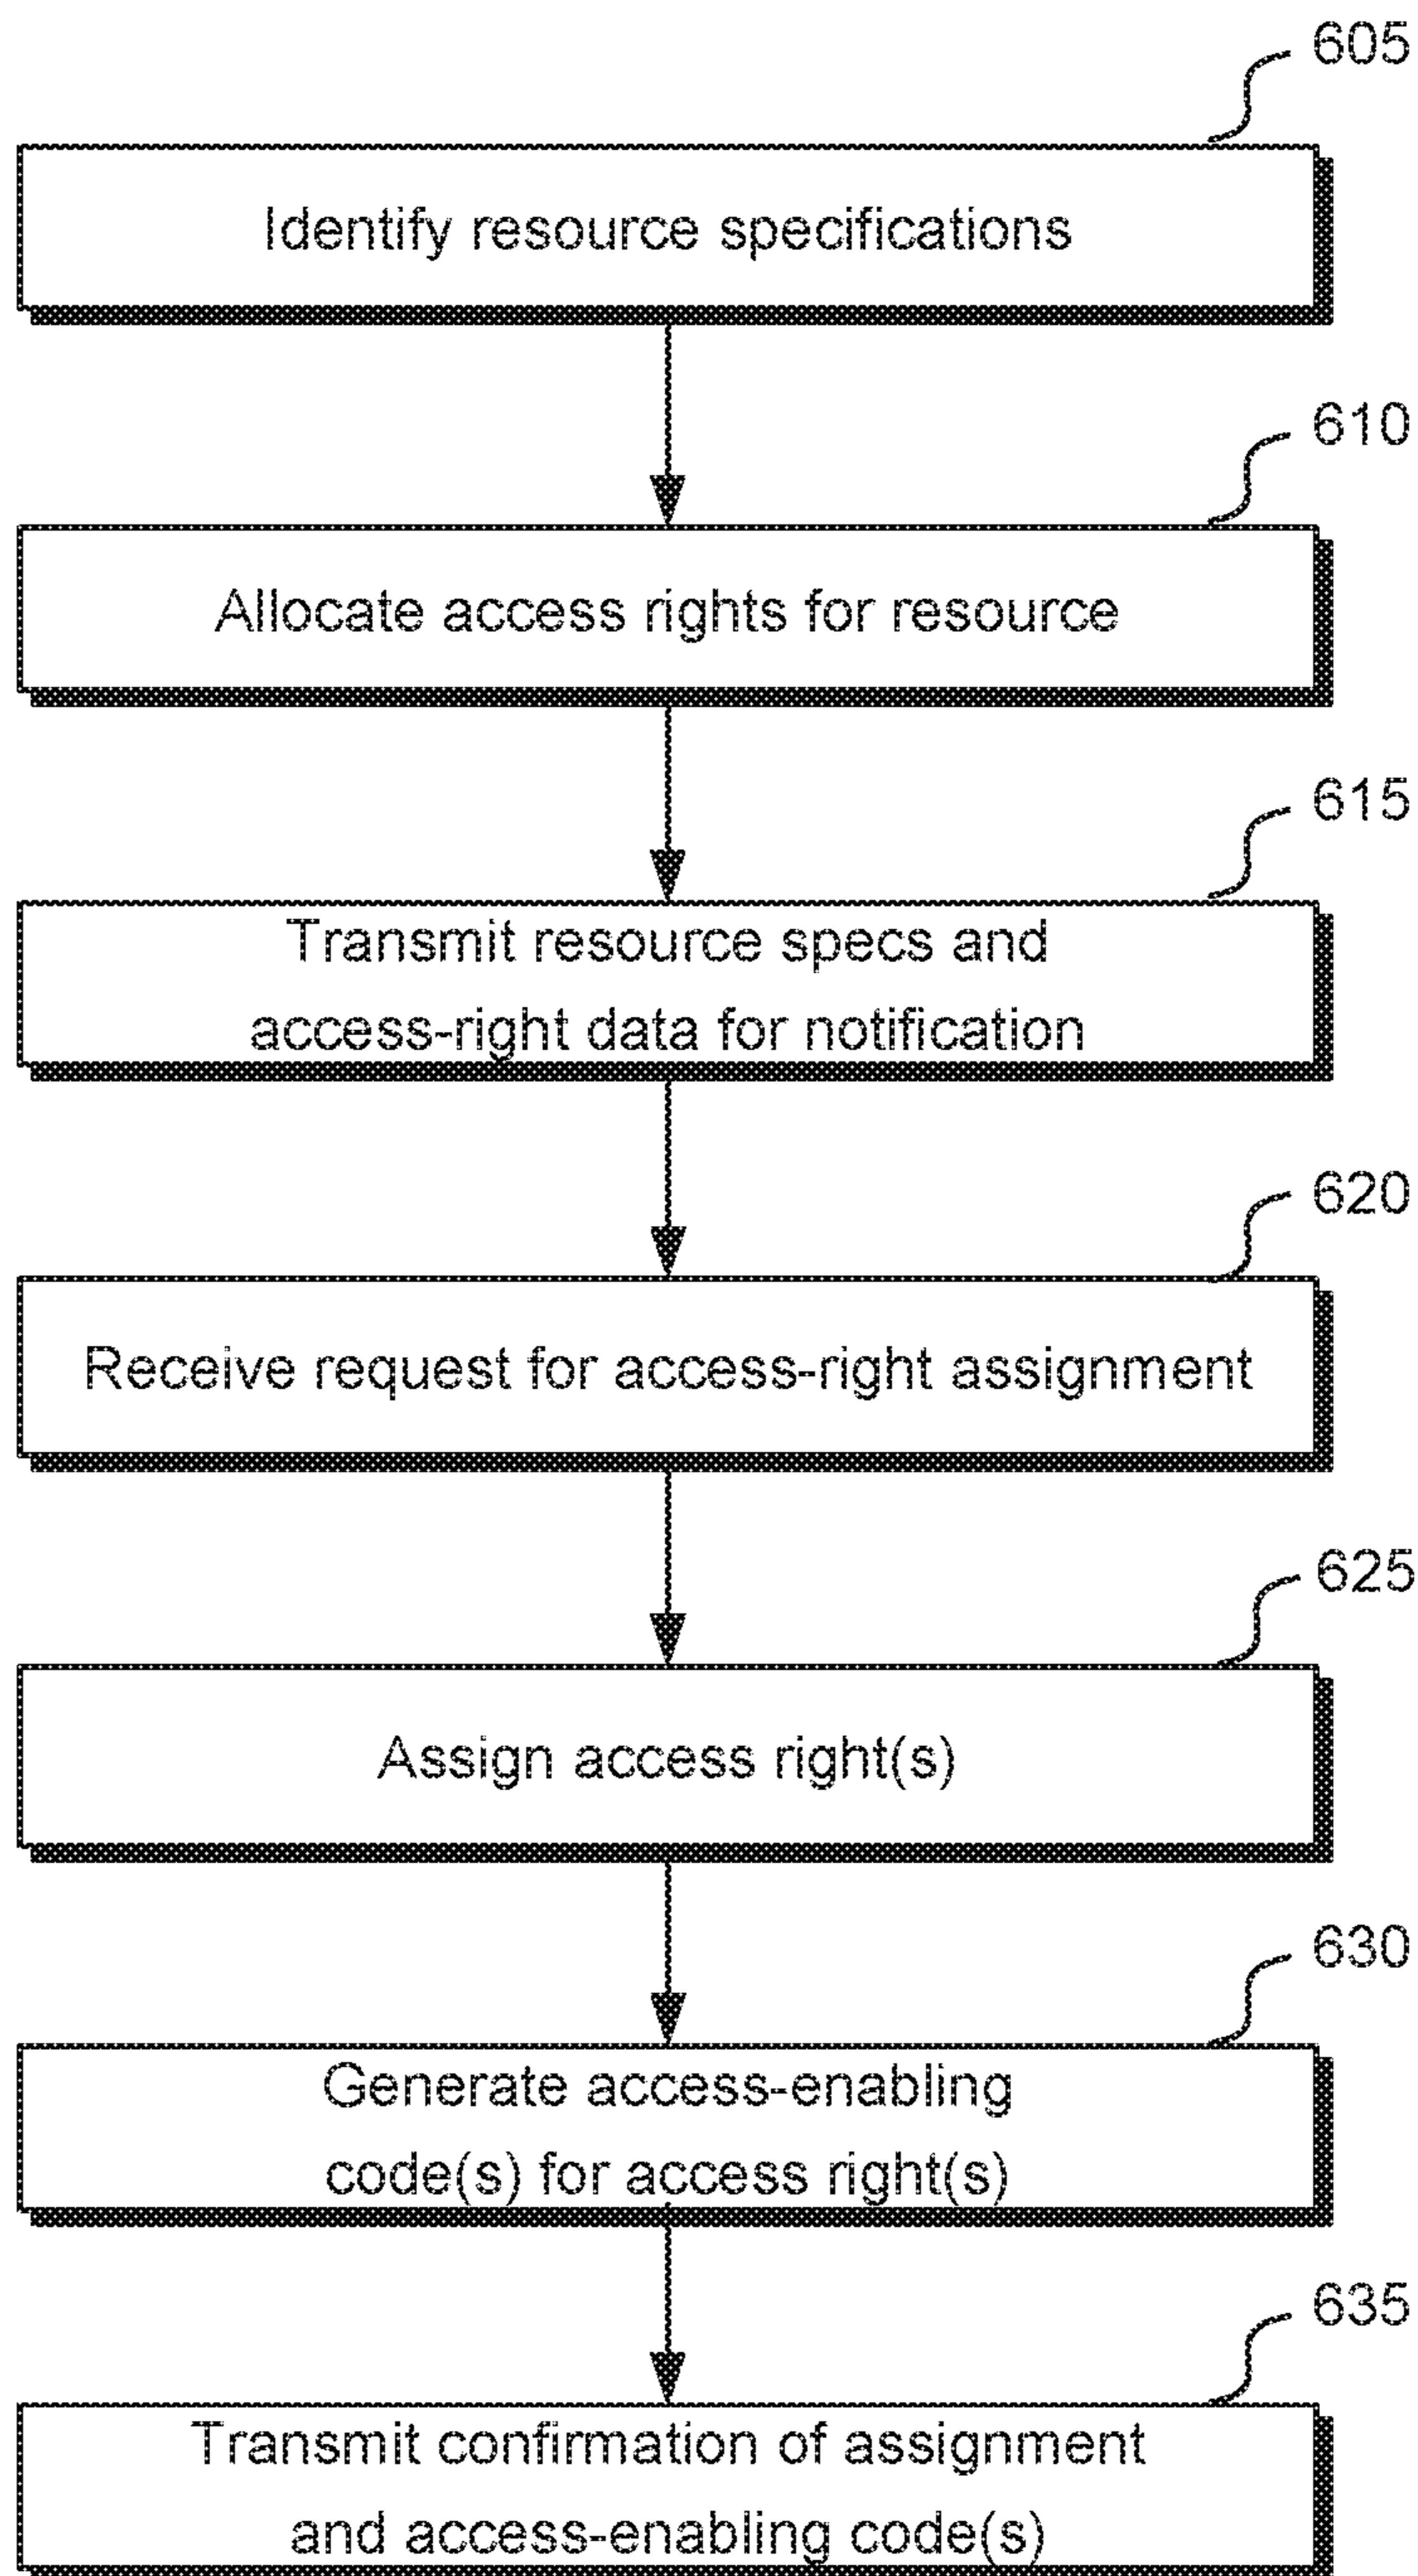 605
Identify resource specifications
610
Allocate access rights for resource
615
Transmit resource specs and
access-right data for notification
620
Receive request for access-right assignment
625
Assign access right(s)
630
Generate access-enabling
code(s) for access right(s)
635
Transmit confirmation of assignment
and access-enabling code(s)